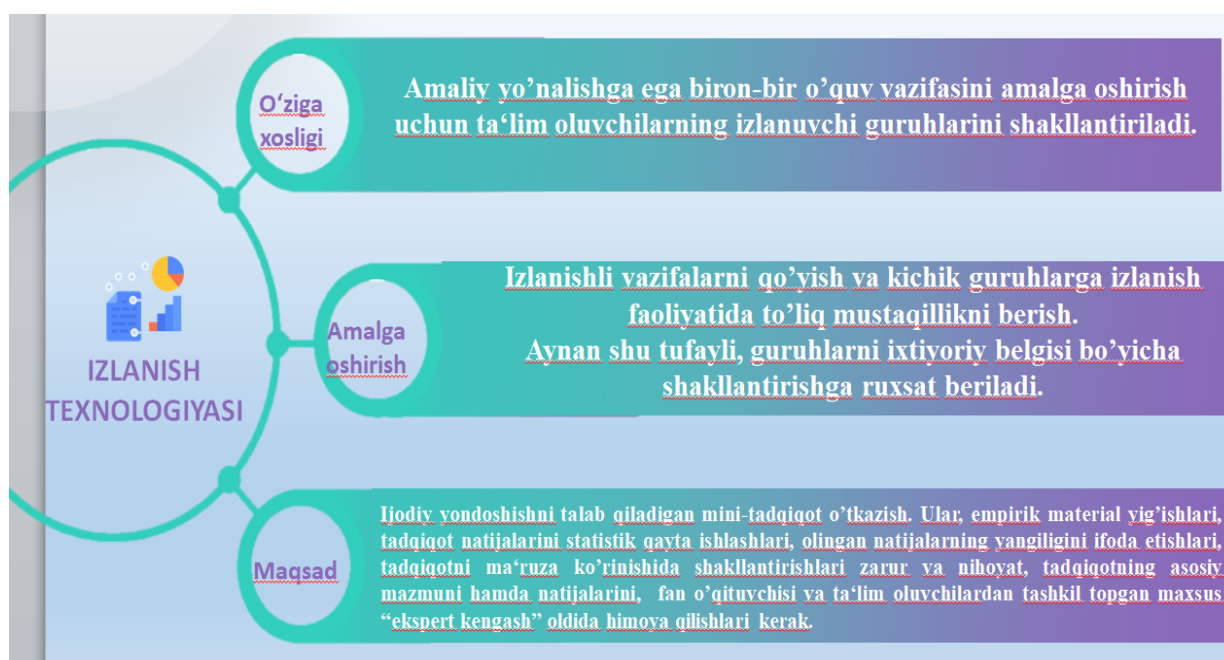 O‘ziga
xosligi
Amaliy yo’nalishga ega biron-bir o’quv vazifasini amalga oshirish
uchun ta‘lim oluvchilarning izlanuvchi guruhlarini shakllantiriladi.
IZLANISH
TEXNOLOGIYASI
Amalga
oshirish
Izlanishli vazifalarni qo’yish va kichik guruhlarga izlanish
faoliyatida to’liq mustaqillikni berish.
Aynan shu tufayli, guruhlarni ixtiyoriy belgisi bo’yicha
shakllantirishga ruxsat beriladi.
Maqsad
Ijodiy yondoshishni talab qiladigan mini-tadqiqot o’tkazish. Ular, empirik material yig’ishlari,
tadqiqot natijalarini statistik qayta ishlashlari, olingan natijalarning yangiligini ifoda etishlari,
tadqiqotni ma‘ruza ko’rinishida shakllantirishlari zarur va nihoyat, tadqiqotning asosiy
mazmuni hamda natijalarini, fan o’qituvchisi va ta‘lim oluvchilardan tashkil topgan maxsus
“ekspert kengash” oldida himoya qilishlari kerak.